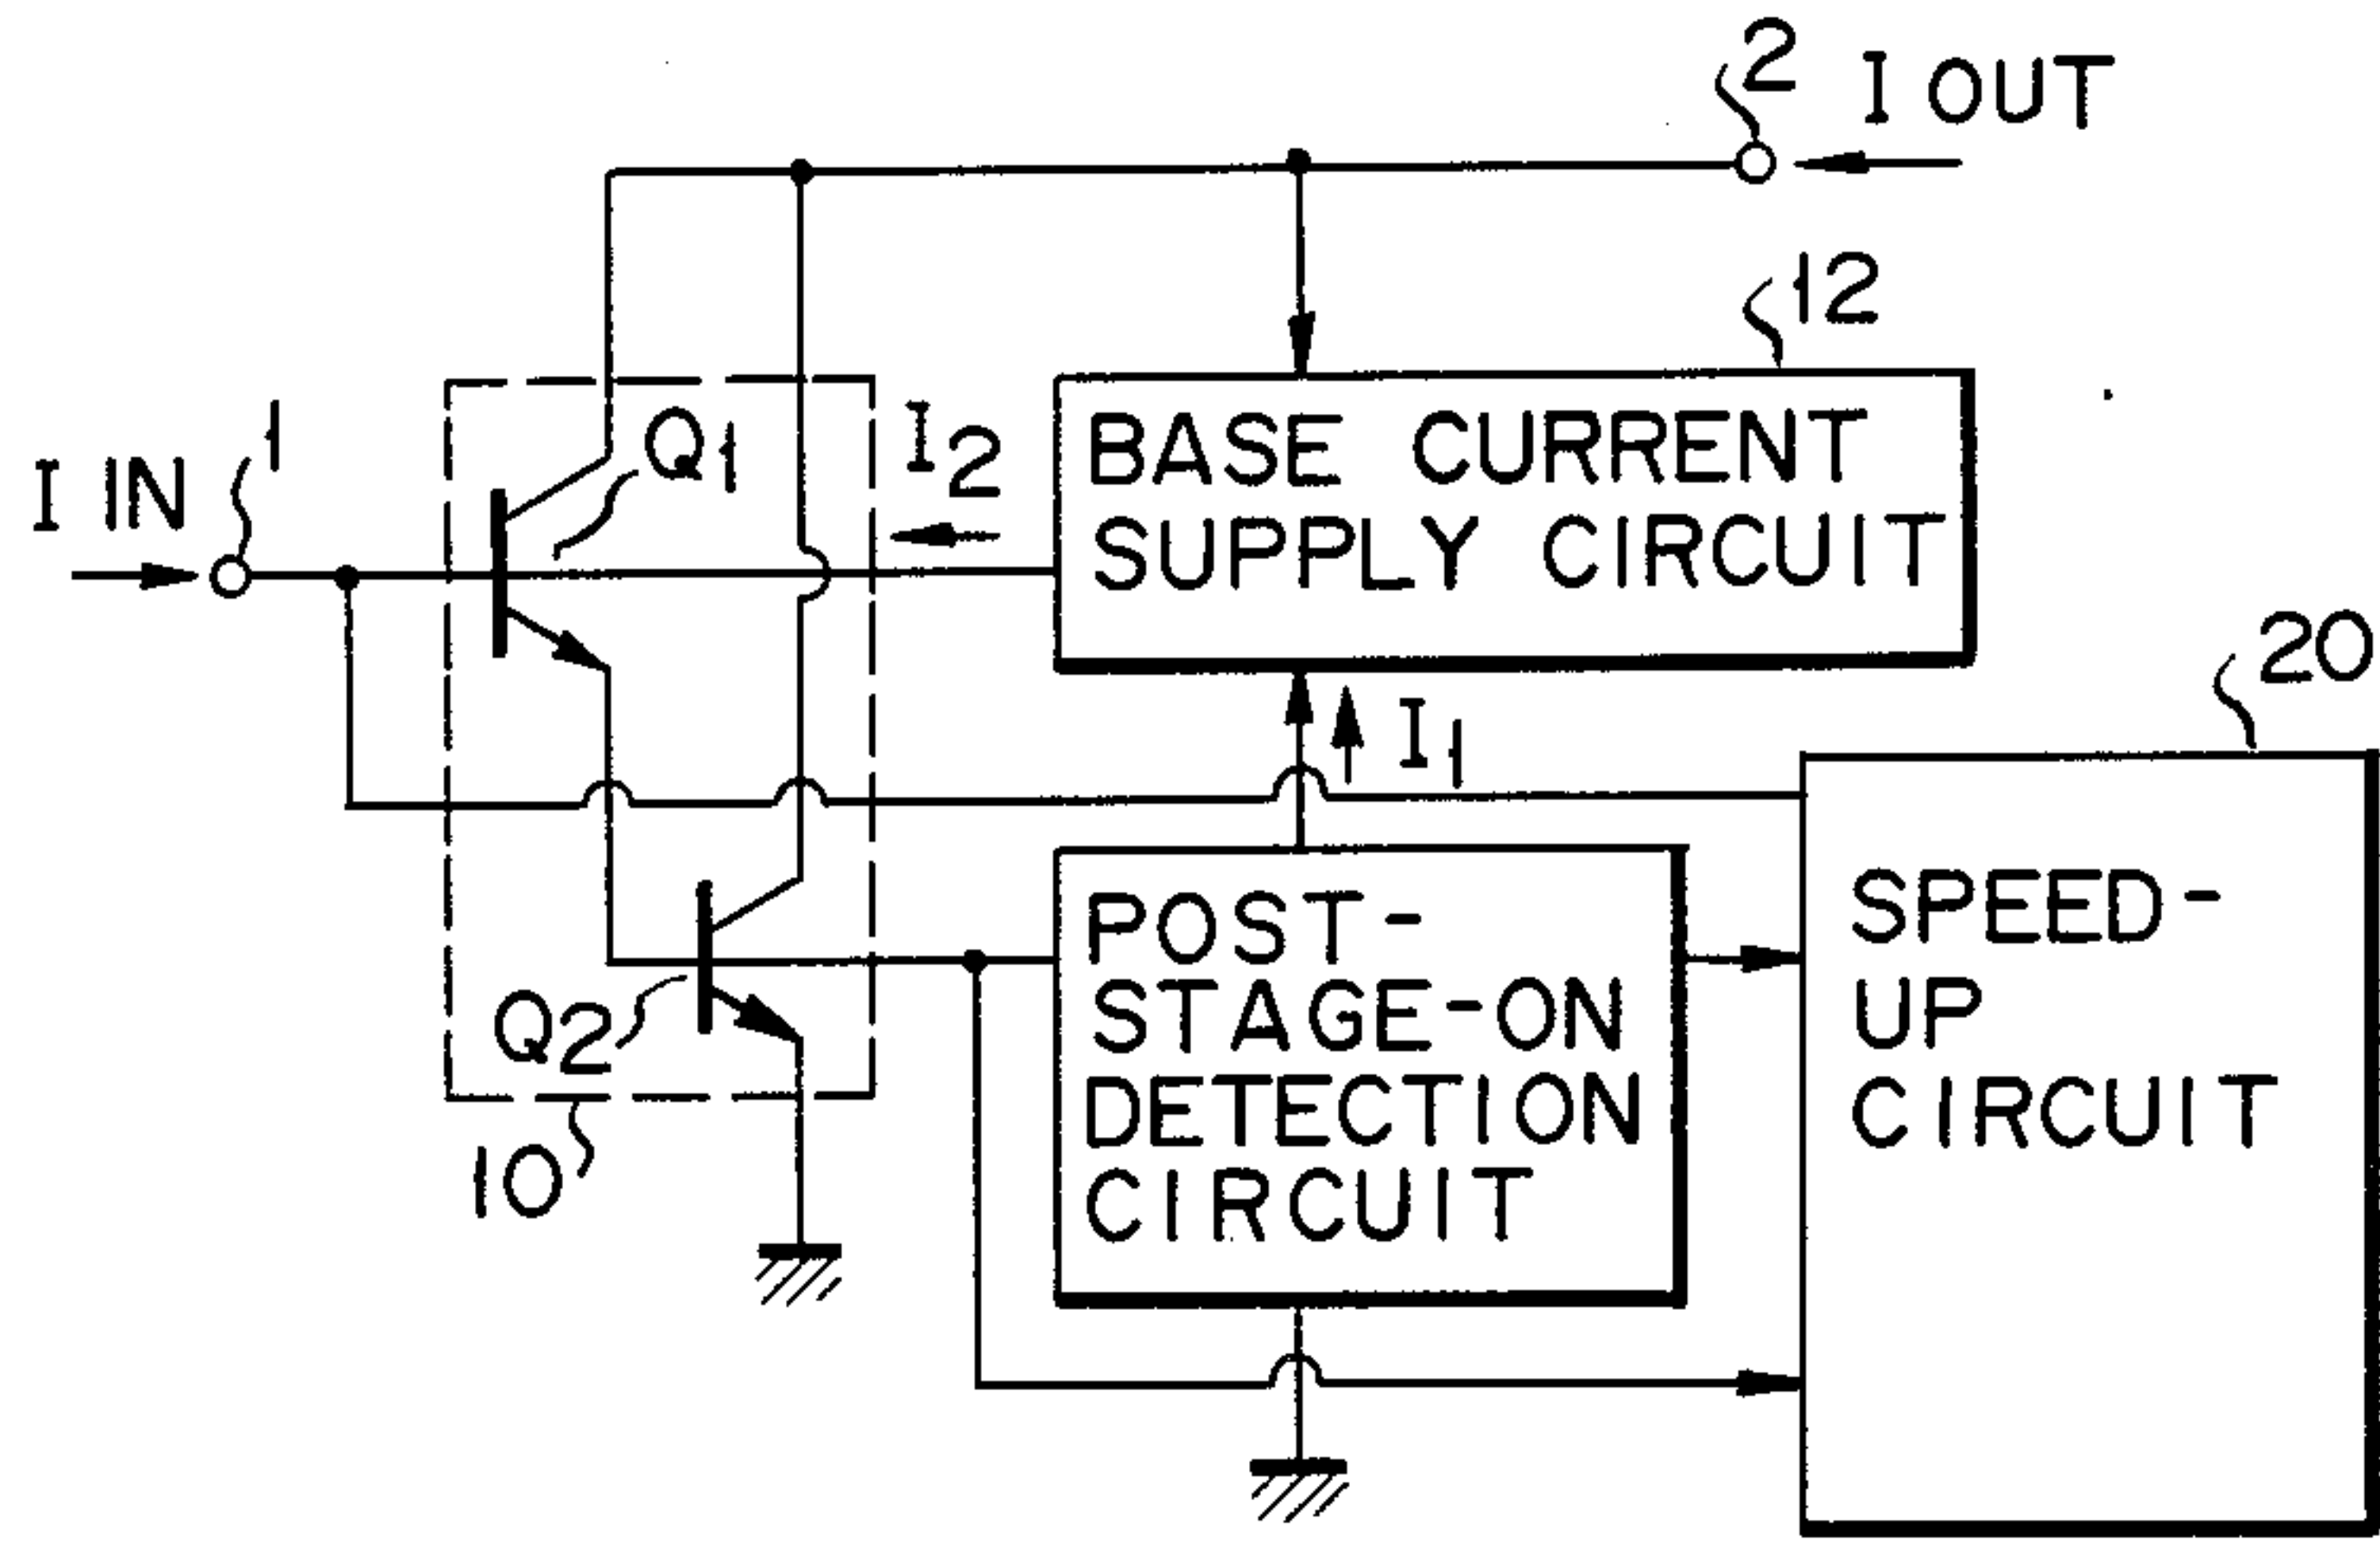 2
I OUT
12
1
I IN
Q1
I2
BASE CURRENT
SUPPLY CIRCUIT
20
I1
POST-
STAGE-ON
DETECTION
CIRCUIT
SPEED-
UP
CIRCUIT
Q2
10